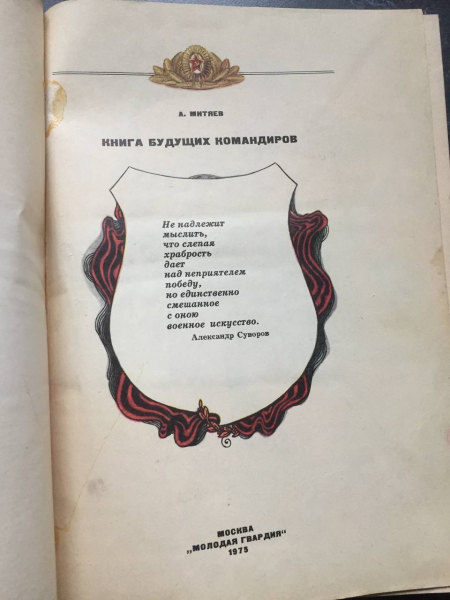 А. МИТЯЕВ
КНИГА БУДУЩИХ КОМАНДИРОВ
Не надлежит
мыслить,
что слепая
храбрость
дает
над неприятелем
победу,
но единственно
смешанное
с оною
военное искусство.
Александр Суворов
МОСКВА
„МОЛОДАЯ ГВАРДИЯ"
1975